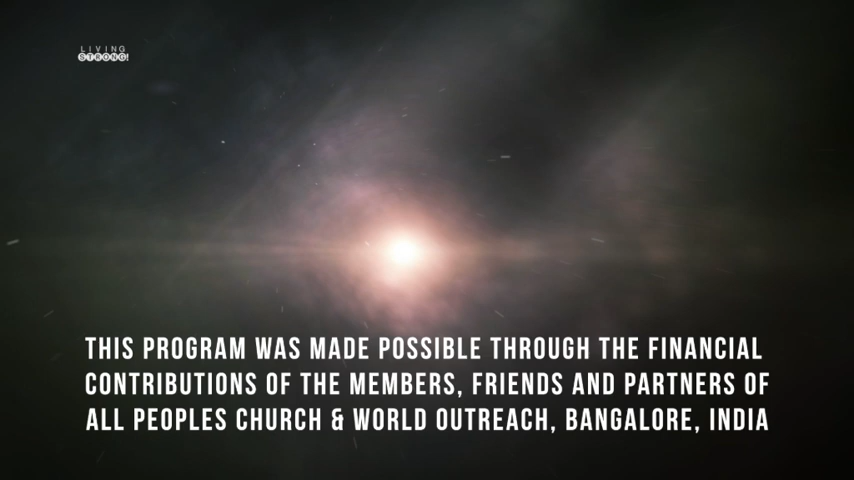 LIVING
STRONG!
THIS PROGRAM WAS MADE POSSIBLE THROUGH THE FINANCIAL
CONTRIBUTIONS OF THE MEMBERS, FRIENDS AND PARTNERS OF
ALL PEOPLES CHURCH & WORLD OUTREACH, BANGALORE, INDIA